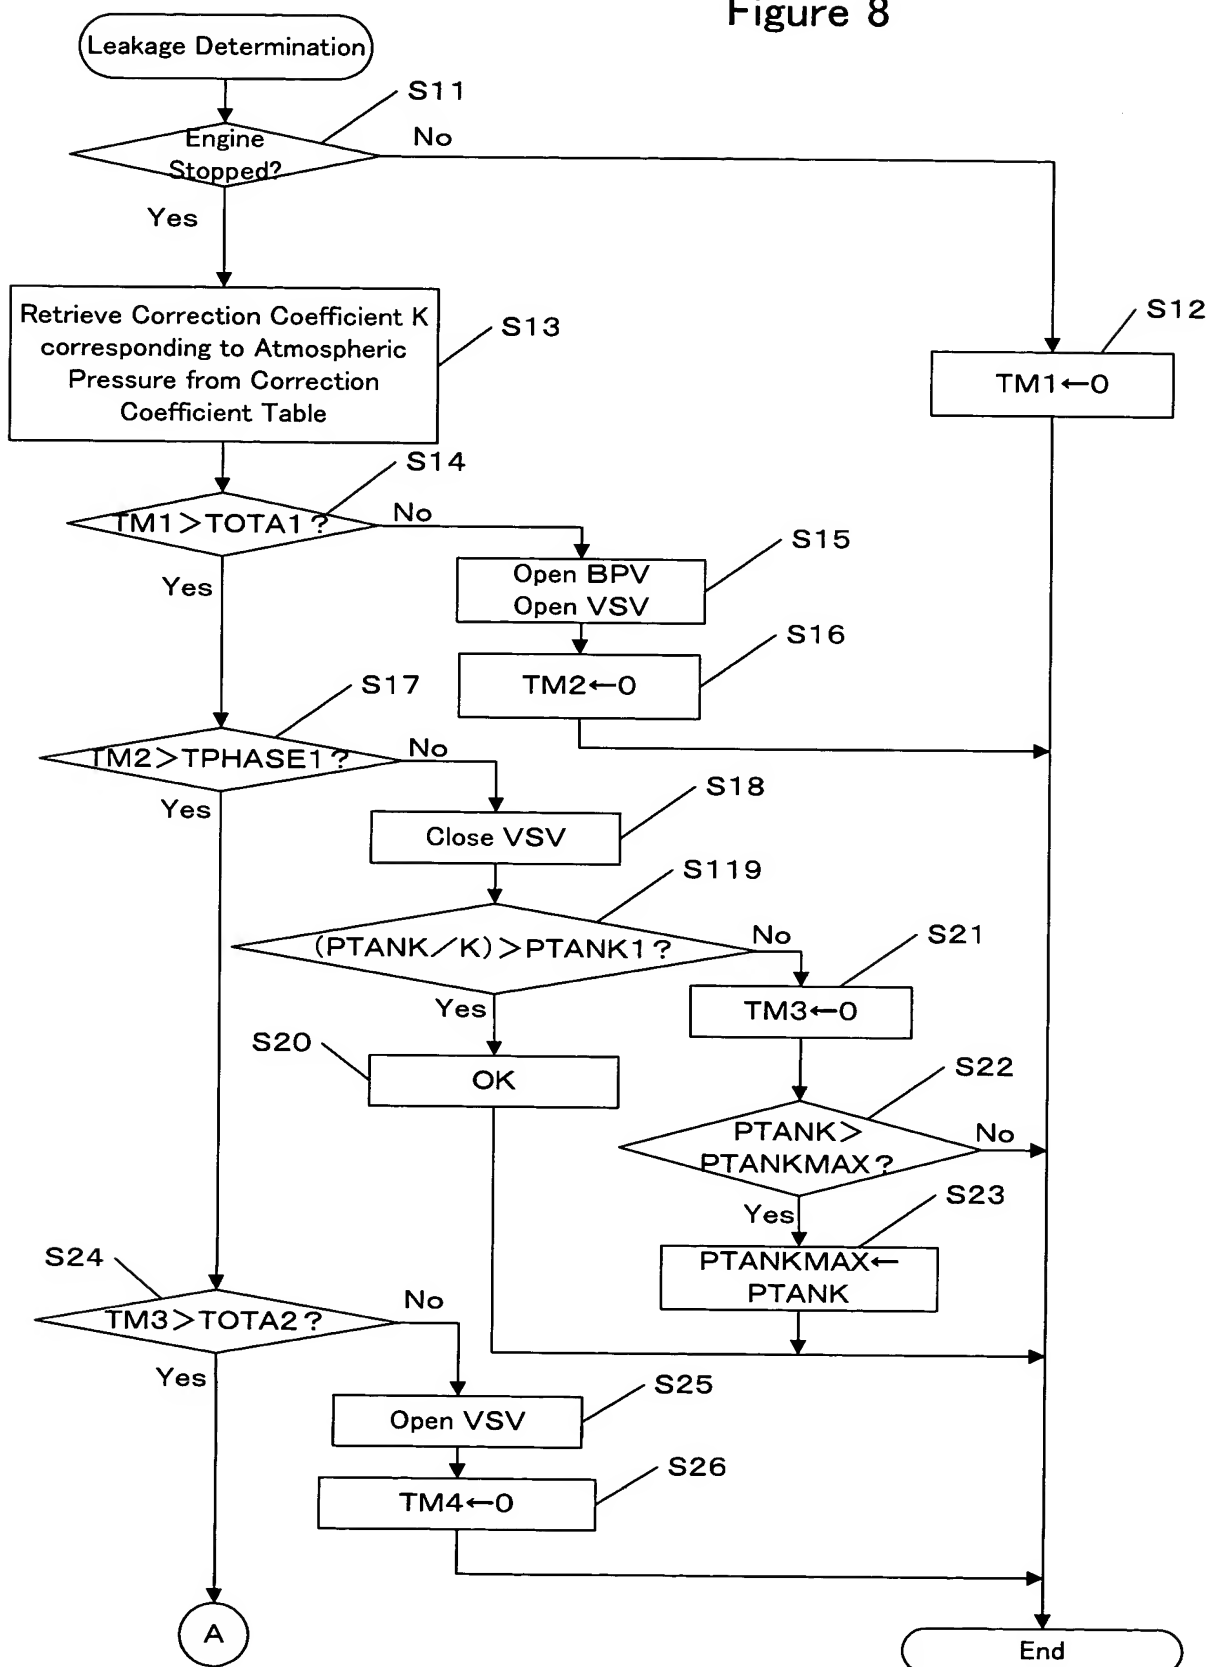 Figure 8
Leakage Determination
S11
Engine
Stopped?
No
Yes
Retrieve Correction Coefficient K
corresponding to Atmospheric
Pressure from Correction
Coefficient Table
S13
S12
TM1←0
S14
TM1>TOTA1?
No
Yes
S15
Open BPV
Open VSV
S16
TM2←0
S17
TM2>TPHASE1?
No
Yes
S18
Close VSV
S119
(PTANK/K)>PTANK1?
No
Yes
S21
TM3←0
S20
OK
S22
PTANK>
PTANKMAX?
No
Yes
S23
PTANKMAX←
PTANK
S24
TM3>TOTA2?
No
Yes
S25
Open VSV
S26
TM4←0
A
End